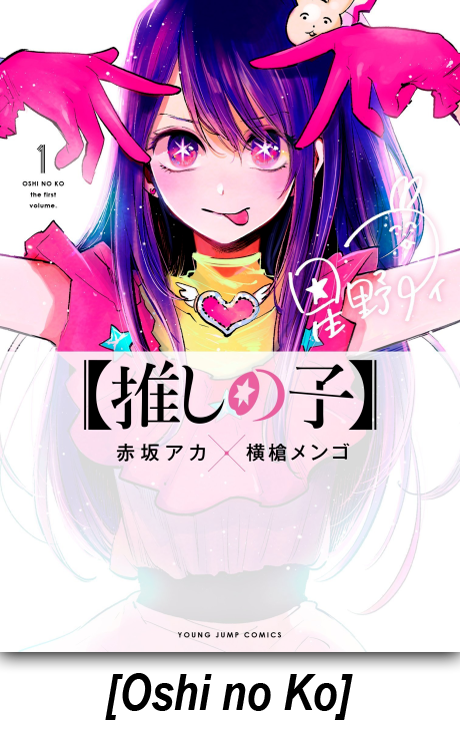 1
OSHI NO KO
the first
volume.
星野アイ
【推しの子】
赤坂アカ×横槍メンゴ
YOUNG JUMP COMICS
[Oshi no Ko]